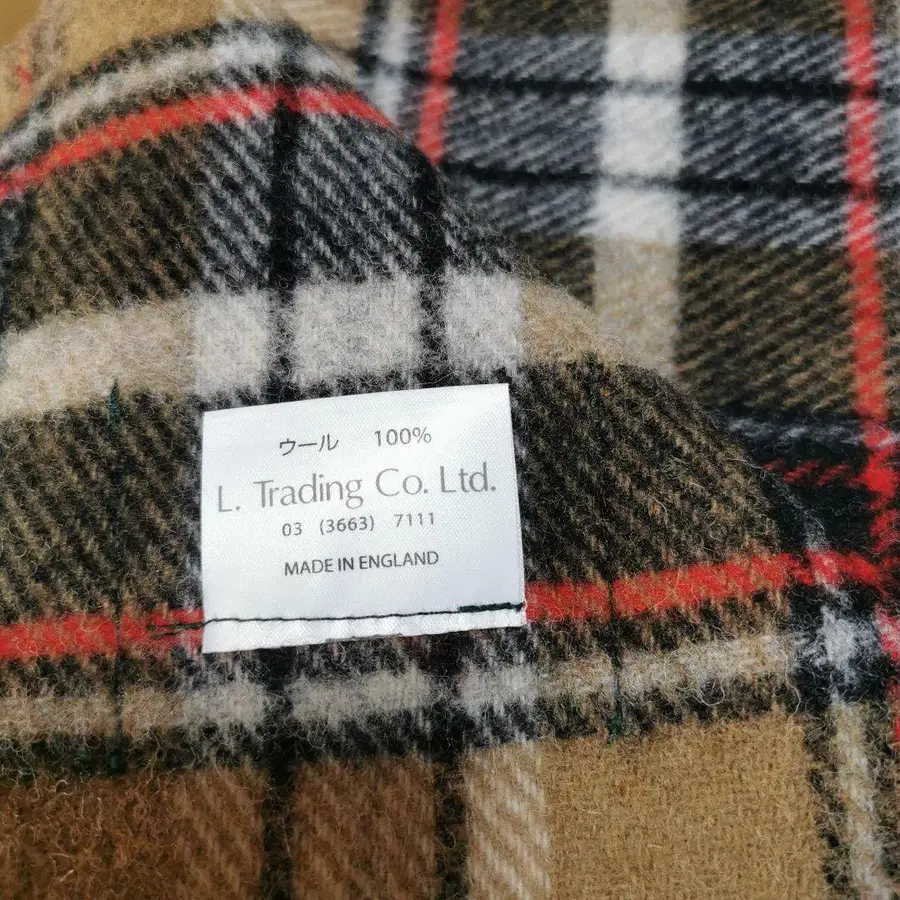 ウール 100%
L. Trading Co. Ltd.
03 (3663) 7111
MADE IN ENGLAND